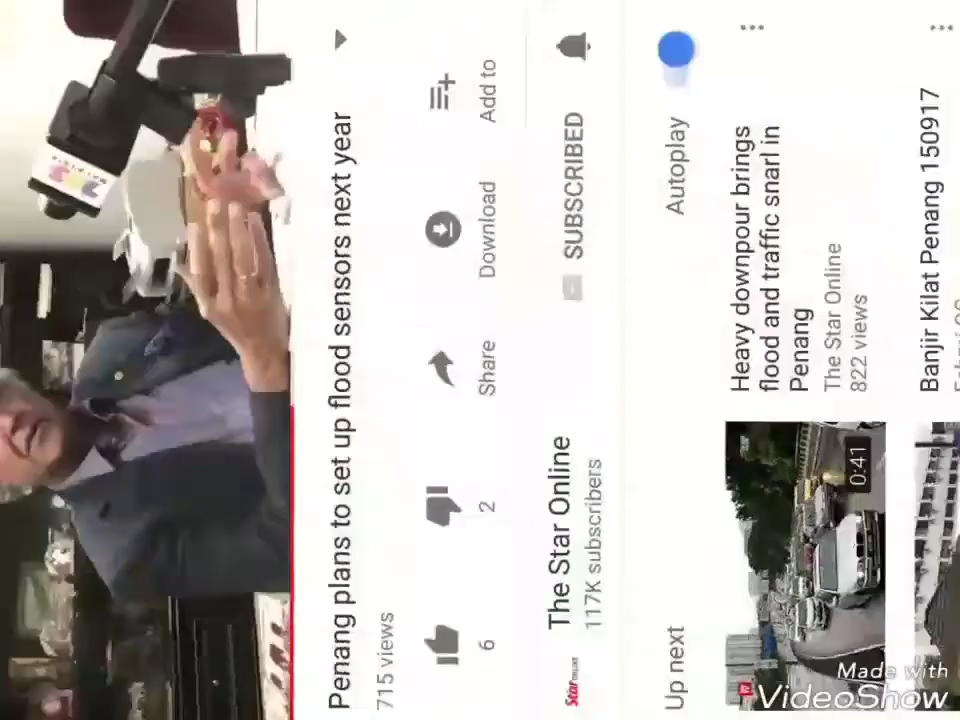 Penang plans to set up flood sensors next year
715 views
6
2
Share
Download
Add to
The Star Online
117K subscribers
SUBSCRIBED
Up next
Autoplay
Heavy downpour brings
flood and traffic snarl in
Penang
The Star Online
822 views
0:41
Banjir Kilat Penang 150917
Made with
VideoShow